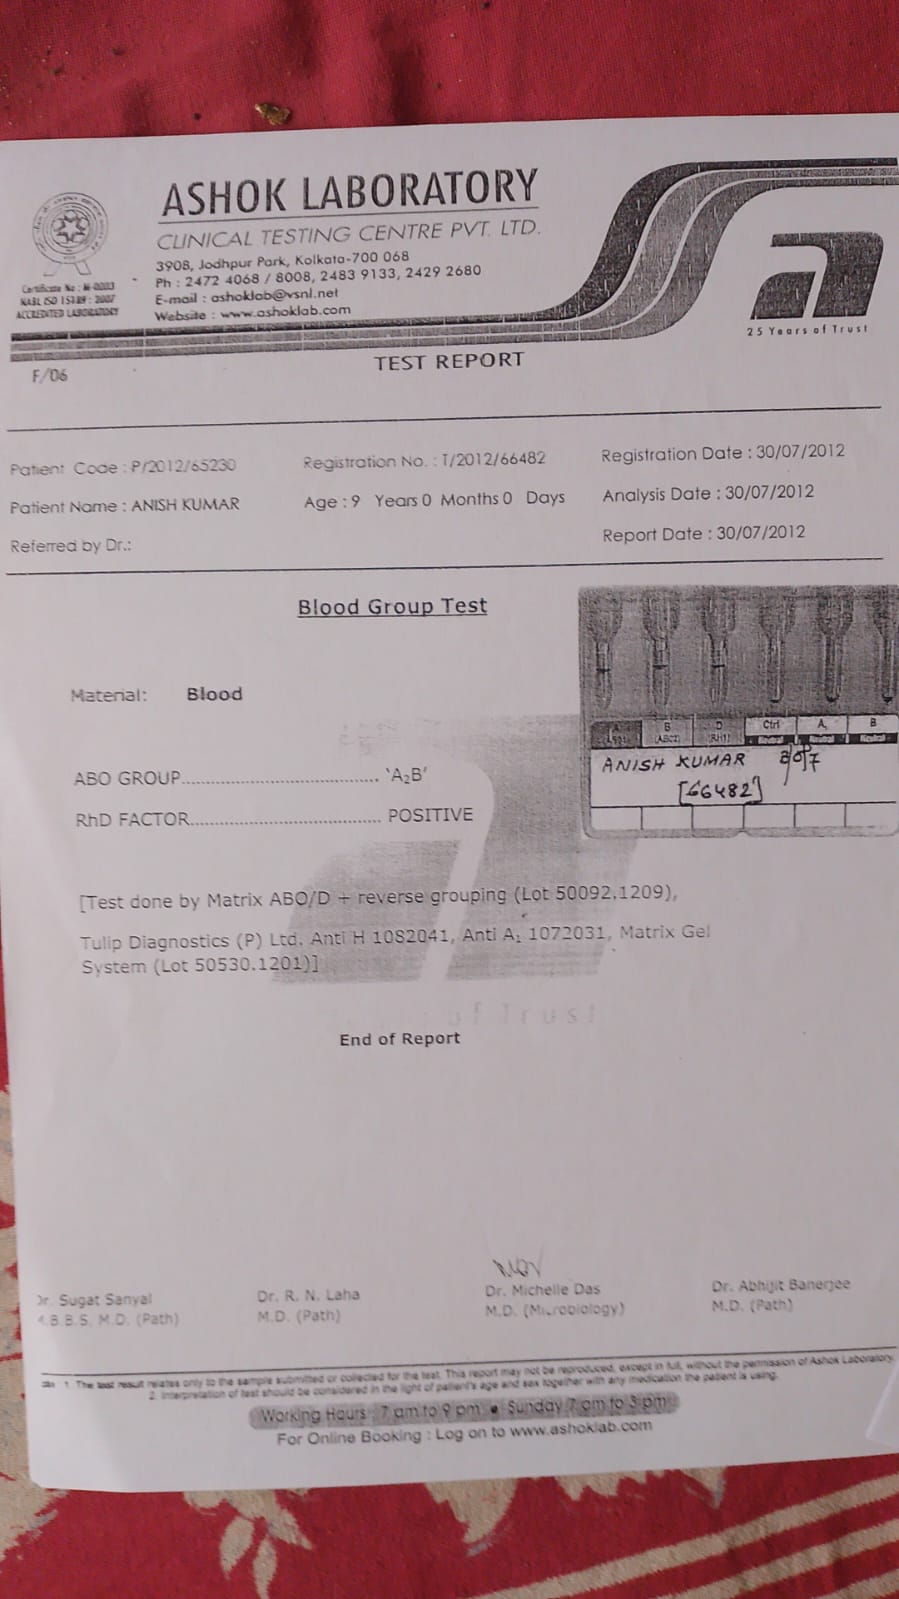 ASHOK LABORATORY
CLINICAL TESTING CENTRE PVT. LTD.
3908, Jodhpur Park, Kolkata-700 068
Ph : 2472 4068 / 8008, 2483 9133, 2429 2680
E-mail : ashoklab@vsnl.net
Website : www.ashoklab.com
Certificate No : M-0003
NABL ISO 15189 : 2007
ACCREDITED LABORATORY
25 Years of Trust
TEST REPORT
F/06
Patient Code : P/2012/65230 Registration No. : T/2012/66482 Registration Date : 30/07/2012
Patient Name : ANISH KUMAR Age : 9 Years 0 Months 0 Days Analysis Date : 30/07/2012
Referred by Dr.: Report Date : 30/07/2012
Blood Group Test
Material: Blood
B D Ctrl A₁ B
Neutral Neutral Neutral
ANISH KUMAR
[66482]
ABO GROUP...................................... 'A₂B'
RhD FACTOR..................................... POSITIVE
[Test done by Matrix ABO/D + reverse grouping (Lot 50092.1209),
Tulip Diagnostics (P) Ltd. Anti H 1082041, Anti A₁ 1072031, Matrix Gel
System (Lot 50530.1201)]
of Trust
End of Report
Dr. Sugat Sanyal Dr. R. N. Laha Dr. Michelle Das Dr. Abhijit Banerjee
M.B.B.S. M.D. (Path) M.D. (Path) M.D. (Microbiology) M.D. (Path)
1. The test result relates only to the sample submitted or collected for the test. This report may not be reproduced, except in full, without the permission of Ashok Laboratory.
2. Interpretation of test should be considered in the light of patient's age and sex together with any medication the patient is using.
Working Hours : 7 am to 9 pm • Sunday 7 am to 3 pm
For Online Booking : Log on to www.ashoklab.com